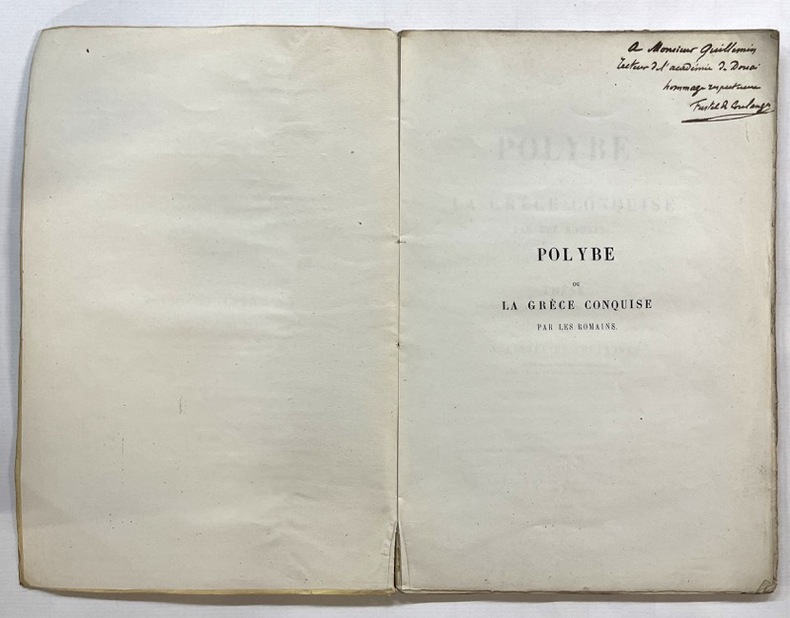 A Monsieur Guillemin
recteur de l'académie de Douai
hommage respectueux
Fustel de Coulanges
POLYBE
OU
LA GRÈCE CONQUISE
PAR LES ROMAINS.